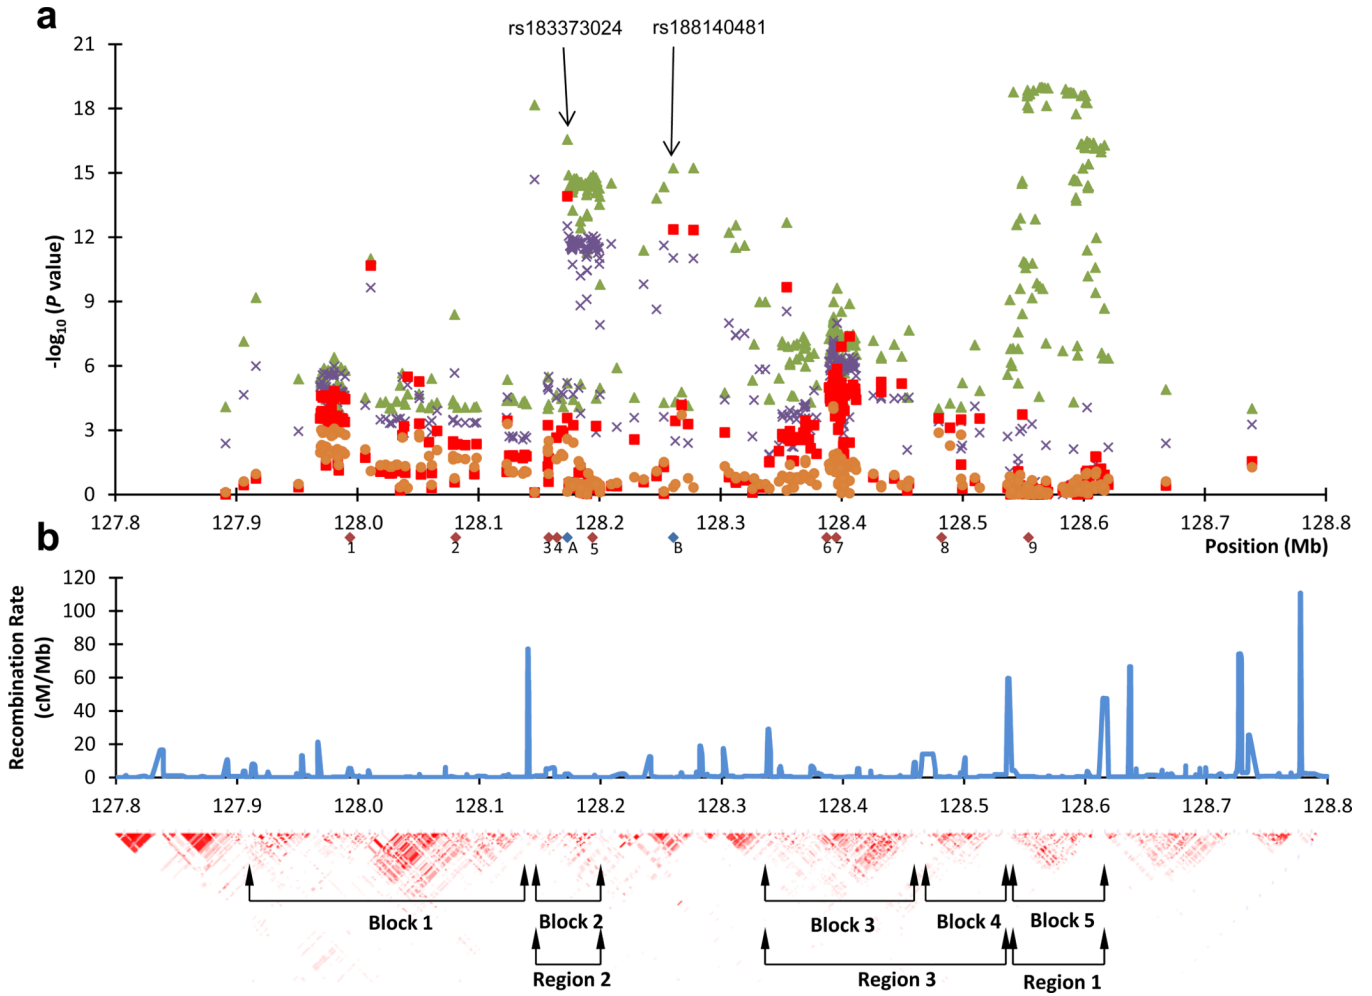 a
rs183373024 rs188140481
21
18
15
12
9
6
3
0
-log10 (P value)
127.8 127.9 128.0 128.1 128.2 128.3 128.4 128.5 128.6 128.7 128.8
1 2 3 4 A 5 B 6 7 8 9
Position (Mb)
b
120
100
80
60
40
20
0
Recombination Rate
(cM/Mb)
127.8 127.9 128.0 128.1 128.2 128.3 128.4 128.5 128.6 128.7 128.8
Block 1 Block 2 Block 3 Block 4 Block 5
Region 2 Region 3 Region 1